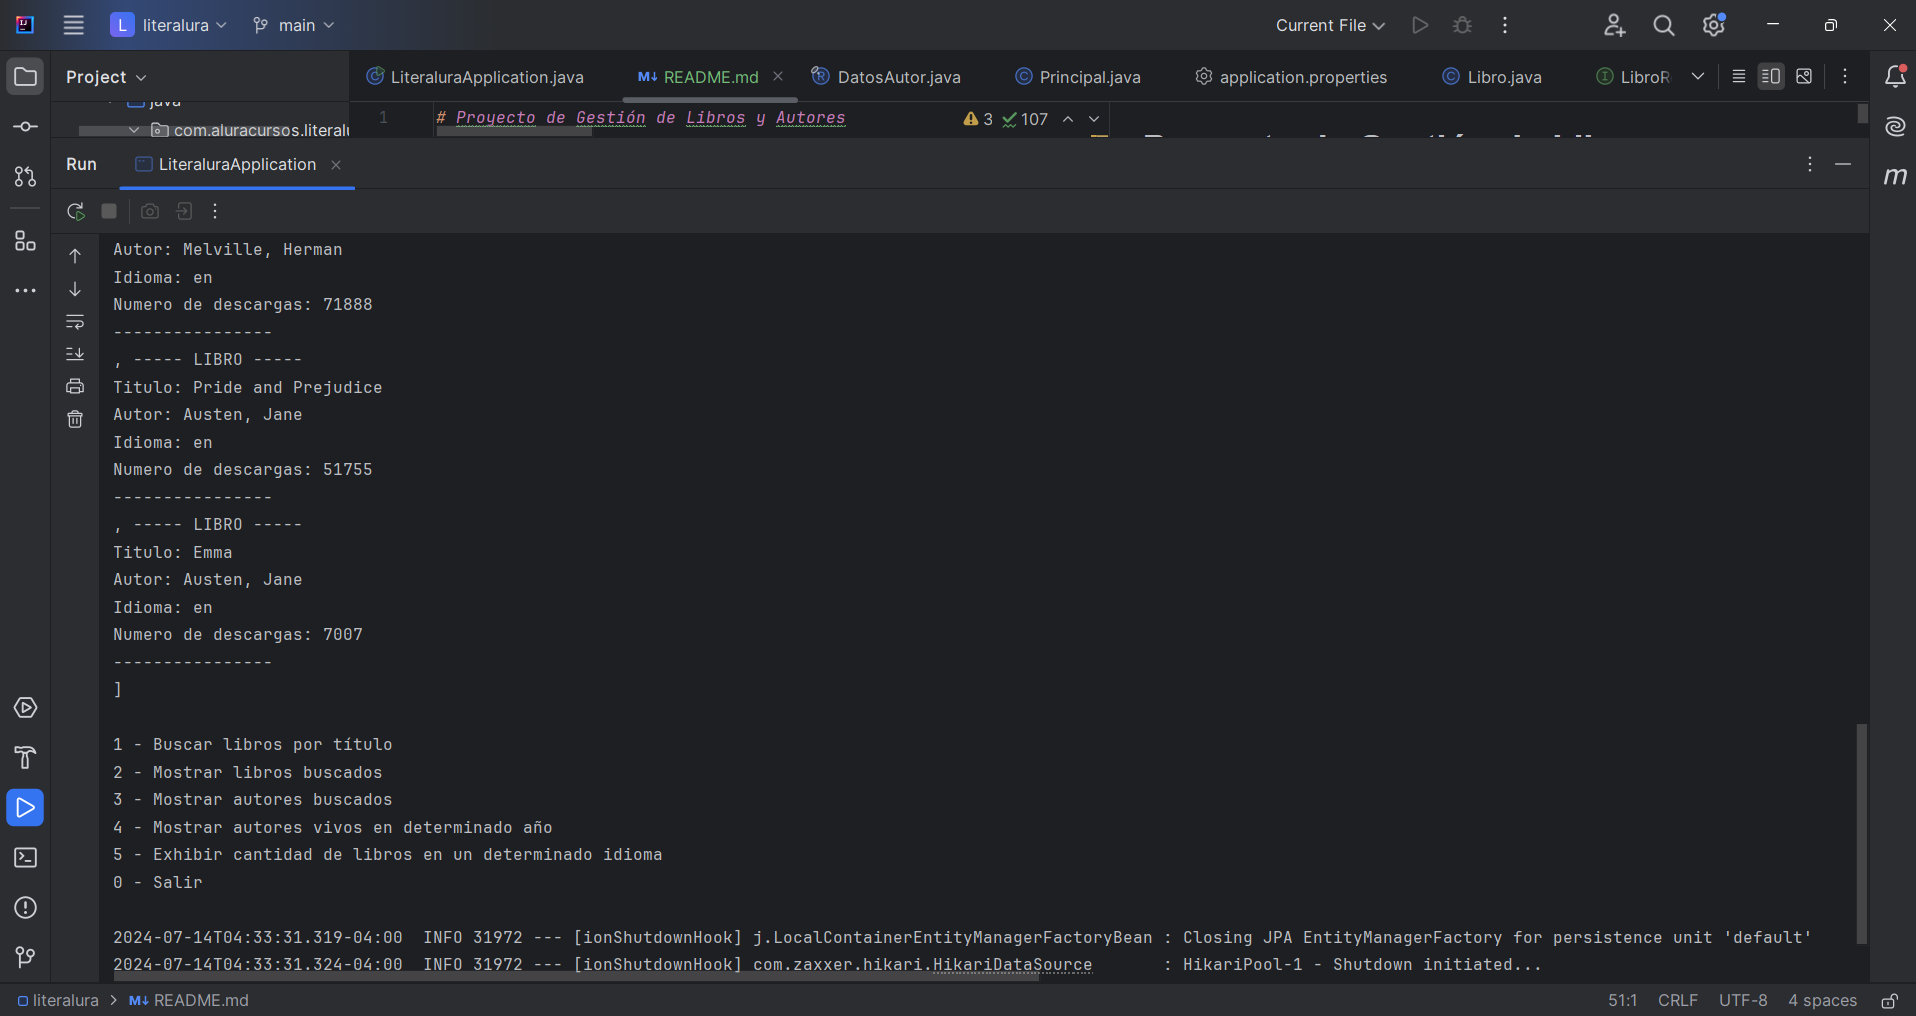 L literalura main Current File
Project LiteraluraApplication.java M↓ README.md DatosAutor.java Principal.java application.properties Libro.java
java
com.aluracursos.literalu
1 # Proyecto de Gestión de Libros y Autores 3 107
Run LiteraluraApplication
Autor: Melville, Herman
Idioma: en
Numero de descargas: 71888
----------------
, ----- LIBRO -----
Titulo: Pride and Prejudice
Autor: Austen, Jane
Idioma: en
Numero de descargas: 51755
----------------
, ----- LIBRO -----
Titulo: Emma
Autor: Austen, Jane
Idioma: en
Numero de descargas: 7007
----------------
]
1 - Buscar libros por título
2 - Mostrar libros buscados
3 - Mostrar autores buscados
4 - Mostrar autores vivos en determinado año
5 - Exhibir cantidad de libros en un determinado idioma
0 - Salir
2024-07-14T04:33:31.319-04:00  INFO 31972 --- [ionShutdownHook] j.LocalContainerEntityManagerFactoryBean : Closing JPA EntityManagerFactory for persistence unit 'default'
2024-07-14T04:33:31.324-04:00  INFO 31972 --- [ionShutdownHook] com.zaxxer.hikari.HikariDataSource       : HikariPool-1 - Shutdown initiated...
literalura > M↓ README.md 51:1 CRLF UTF-8 4 spaces